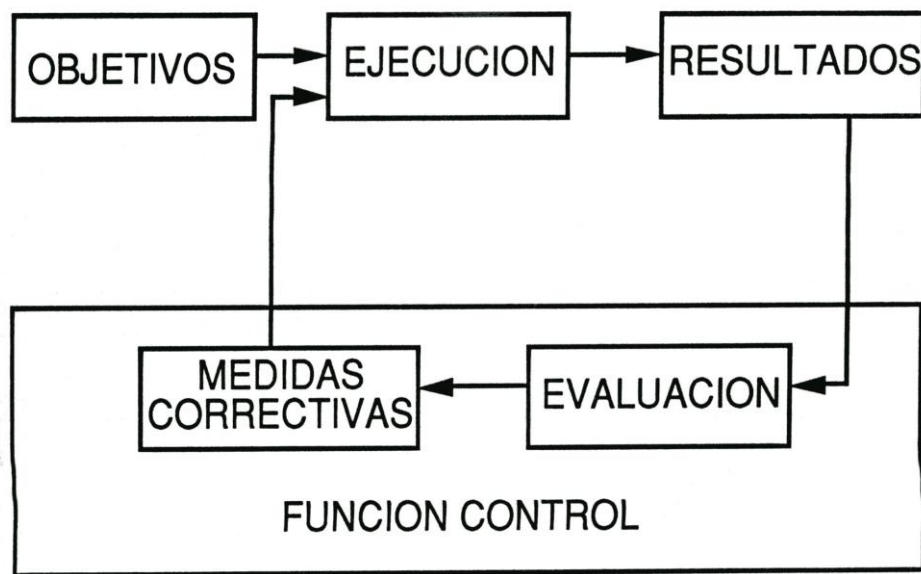 OBJETIVOS
EJECUCION
RESULTADOS
MEDIDAS
CORRECTIVAS
EVALUACION
FUNCION CONTROL